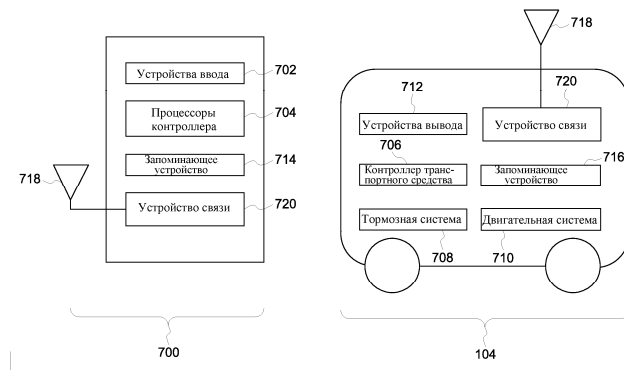 Устройства ввода
702
Процессоры
контроллера
704
Запоминающее
устройство
714
718
Устройство связи
720
700
718
712
720
Устройства вывода
Устройство связи
706
716
Контроллер транс-
портного средства
Запоминающее
устройство
Тормозная система
Двигательная система
708
710
104